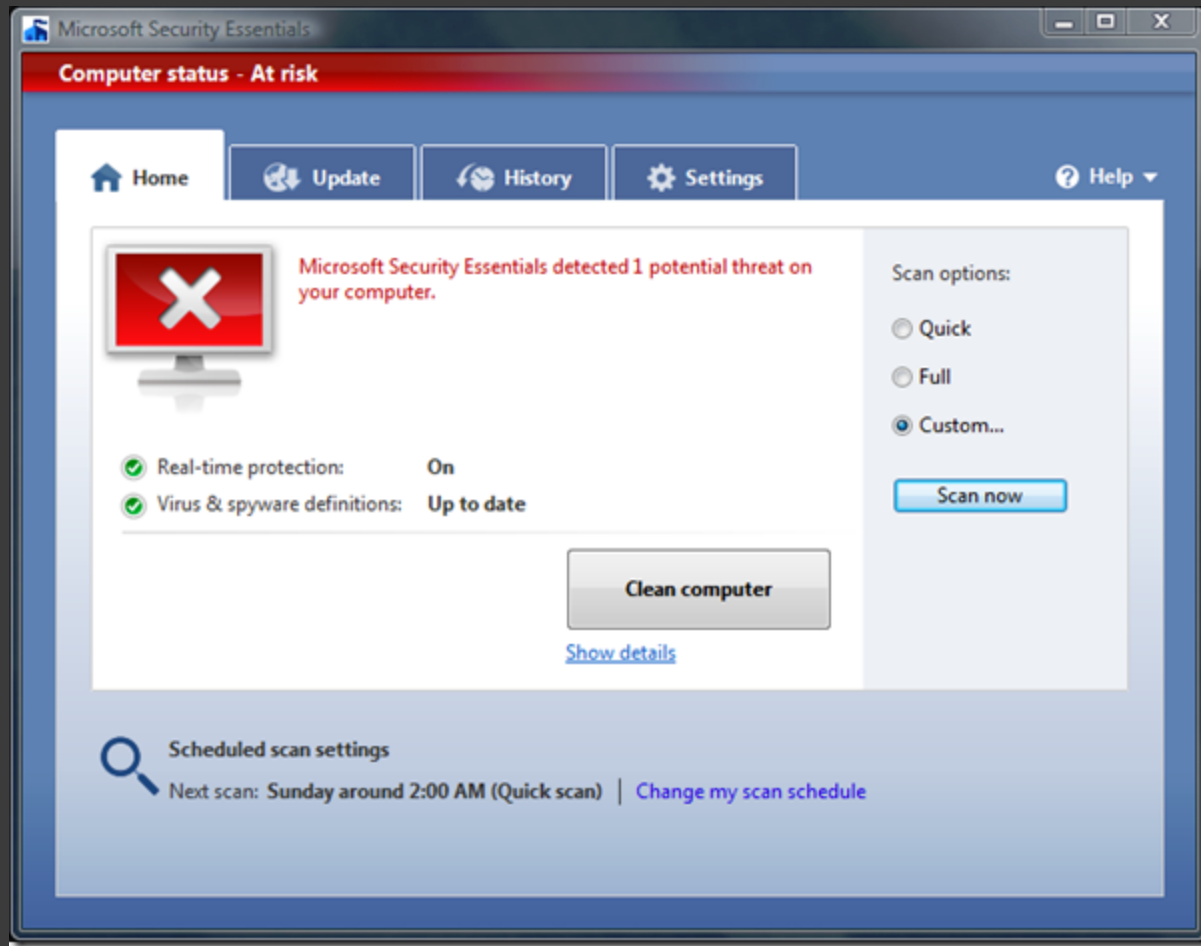 Microsoft Security Essentials
Computer status - At risk
Home
Update
History
Settings
Help
Microsoft Security Essentials detected 1 potential threat on
your computer.
Real-time protection: On
Virus & spyware definitions: Up to date
Clean computer
Show details
Scan options:
Quick
Full
Custom...
Scan now
Scheduled scan settings
Next scan: Sunday around 2:00 AM (Quick scan) | Change my scan schedule